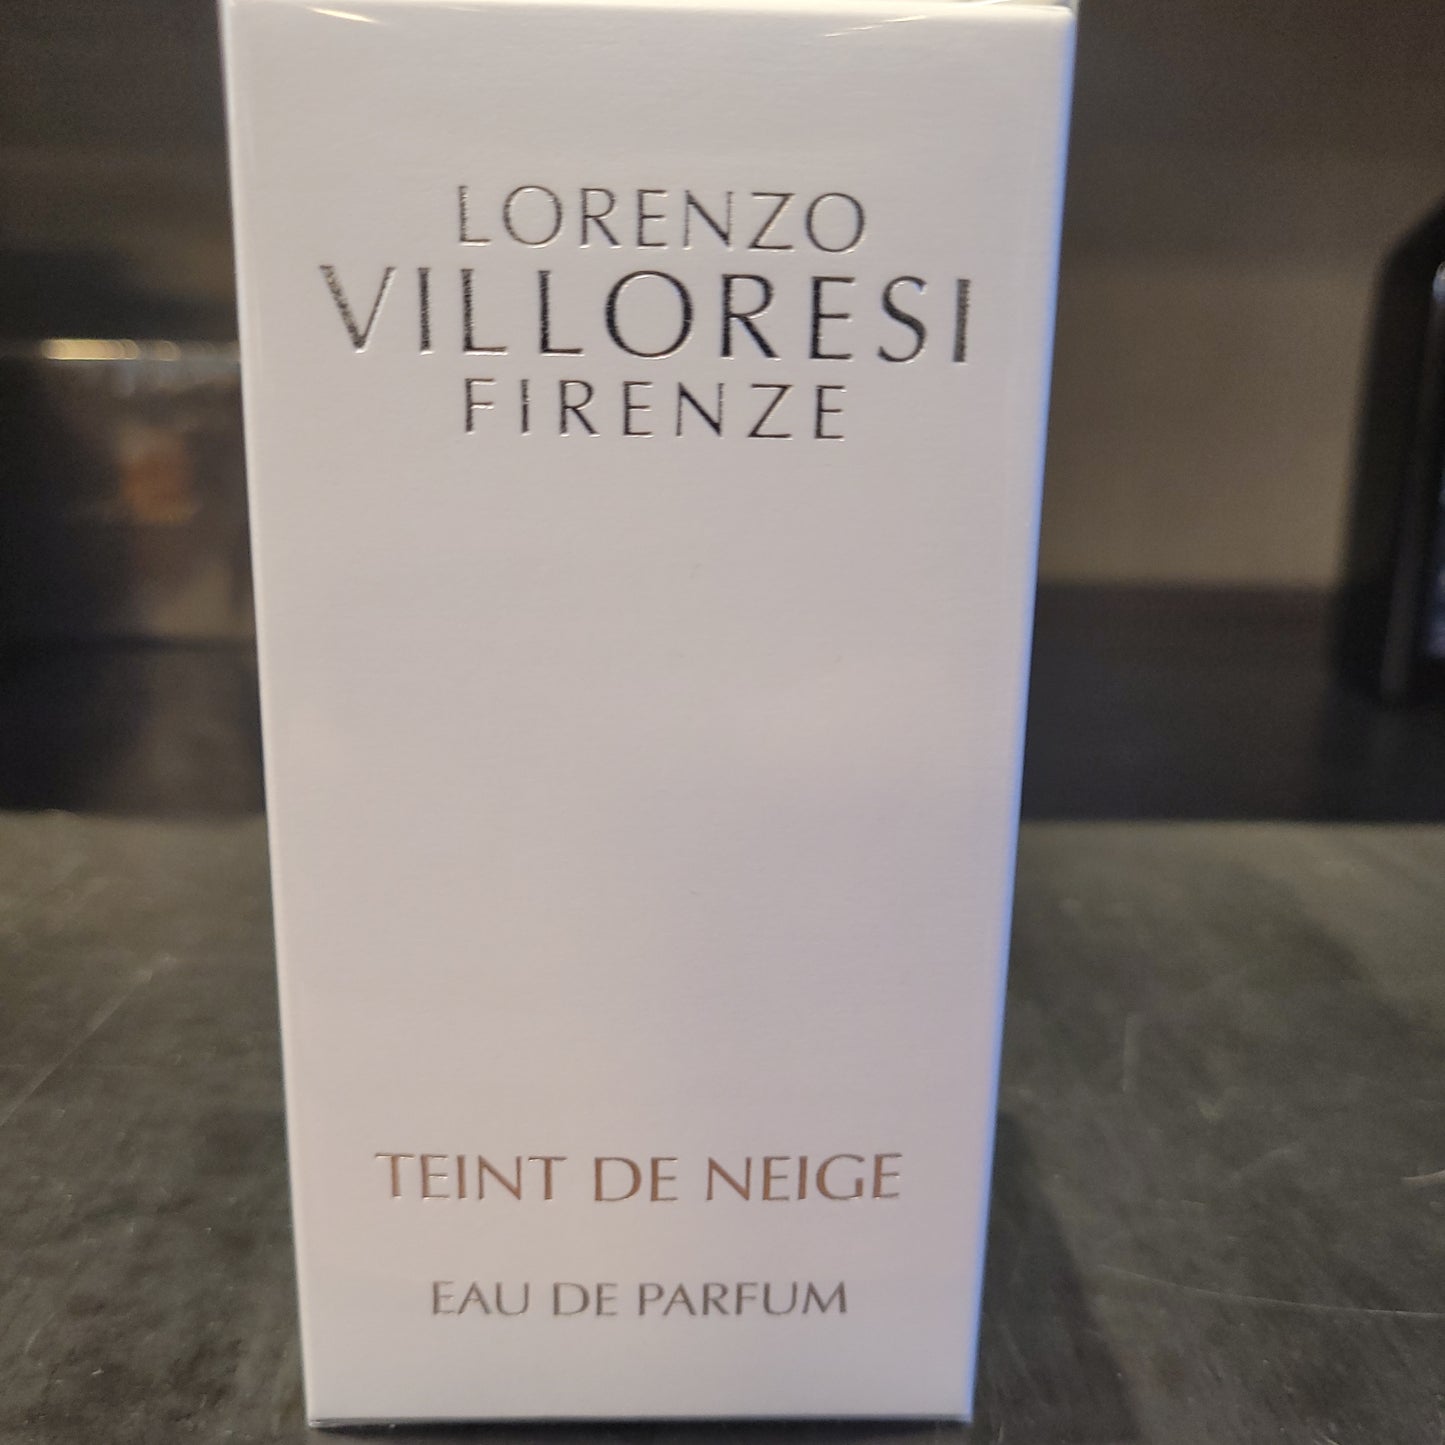 LORENZO
VILLORESI
FIRENZE
TEINT DE NEIGE
EAU DE PARFUM